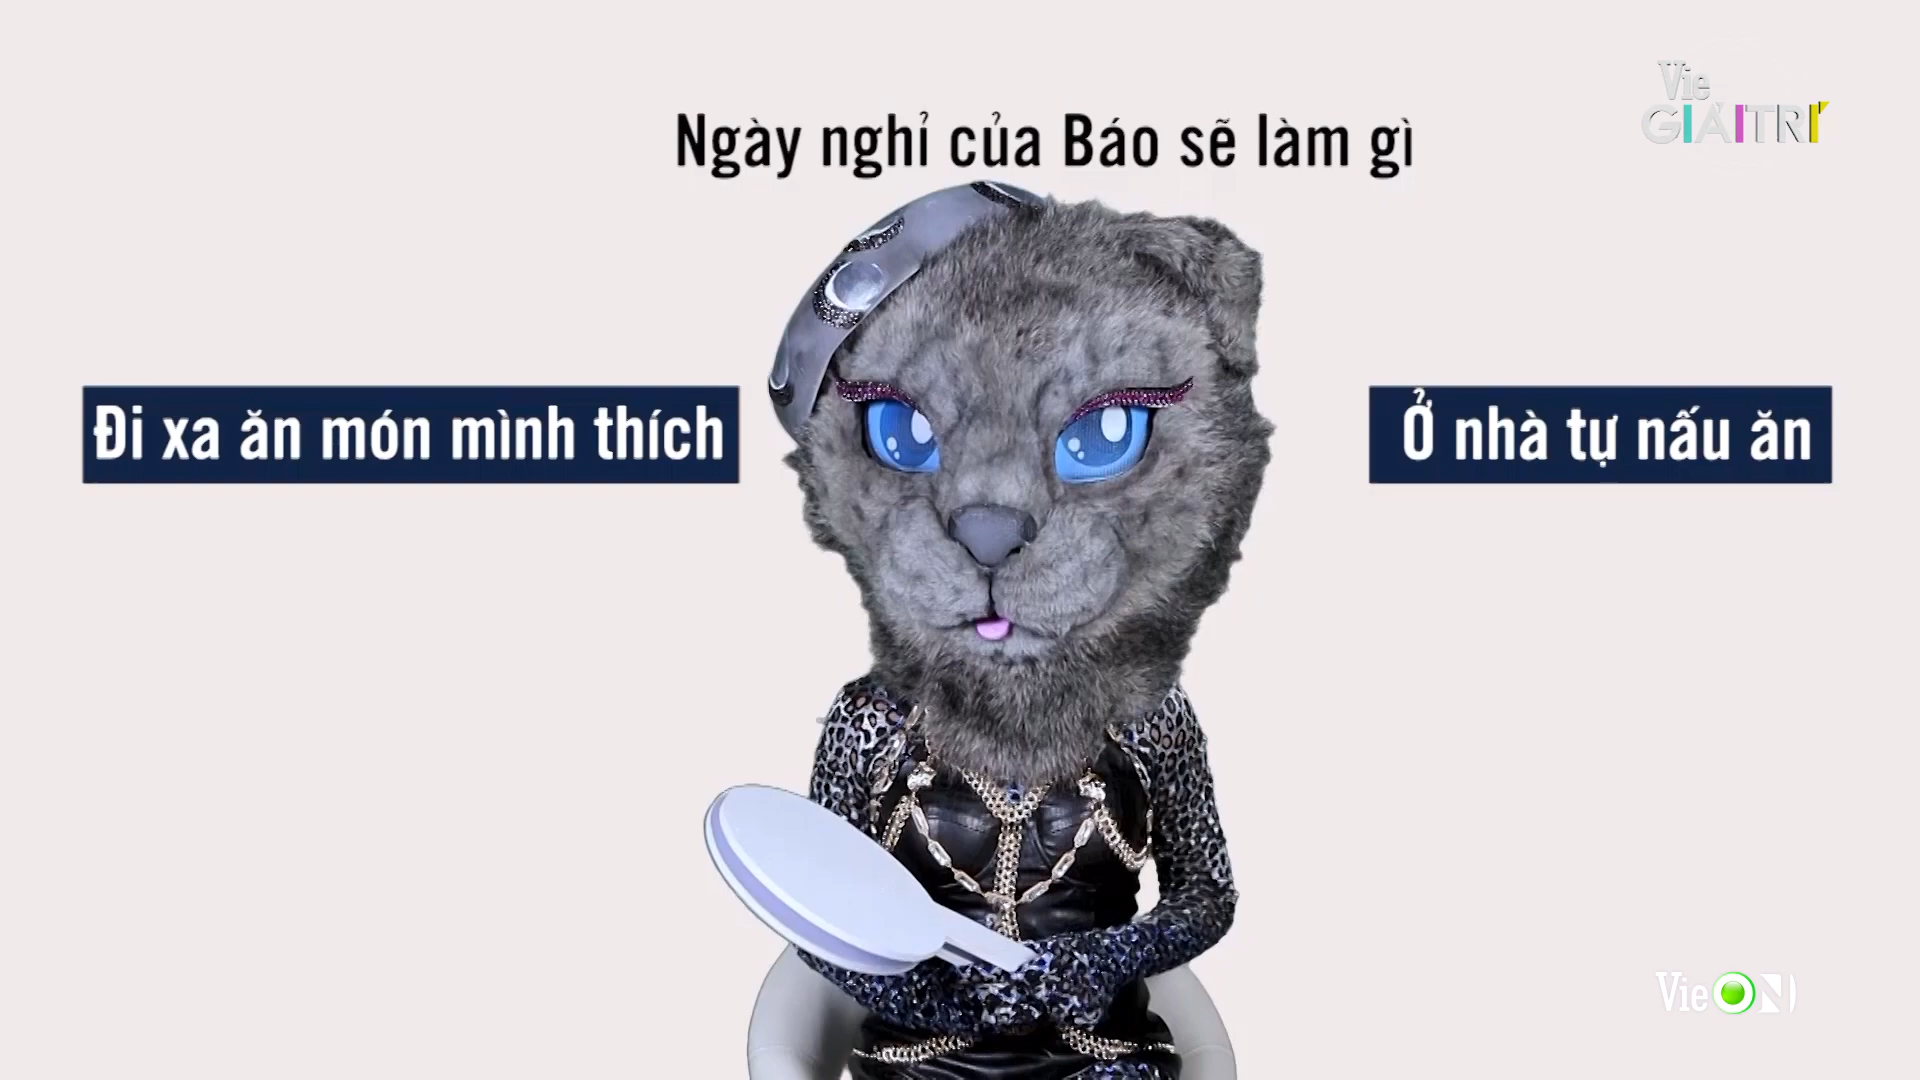 Vie
GIẢI TRÍ
Ngày nghỉ của Báo sẽ làm gì
Đi xa ăn món mình thích
Ở nhà tự nấu ăn
VieON